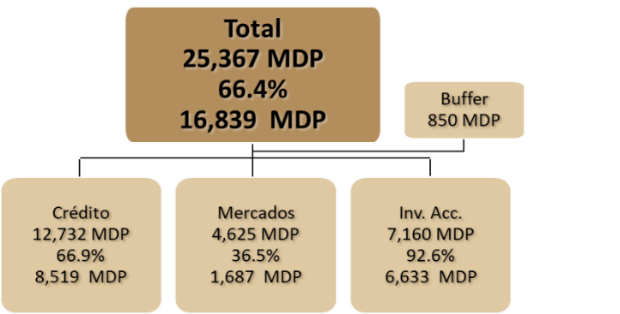 Total
25,367 MDP
66.4%
16,839 MDP
Buffer
850 MDP
Crédito
12,732 MDP
66.9%
8,519 MDP
Mercados
4,625 MDP
36.5%
1,687 MDP
Inv. Acc.
7,160 MDP
92.6%
6,633 MDP